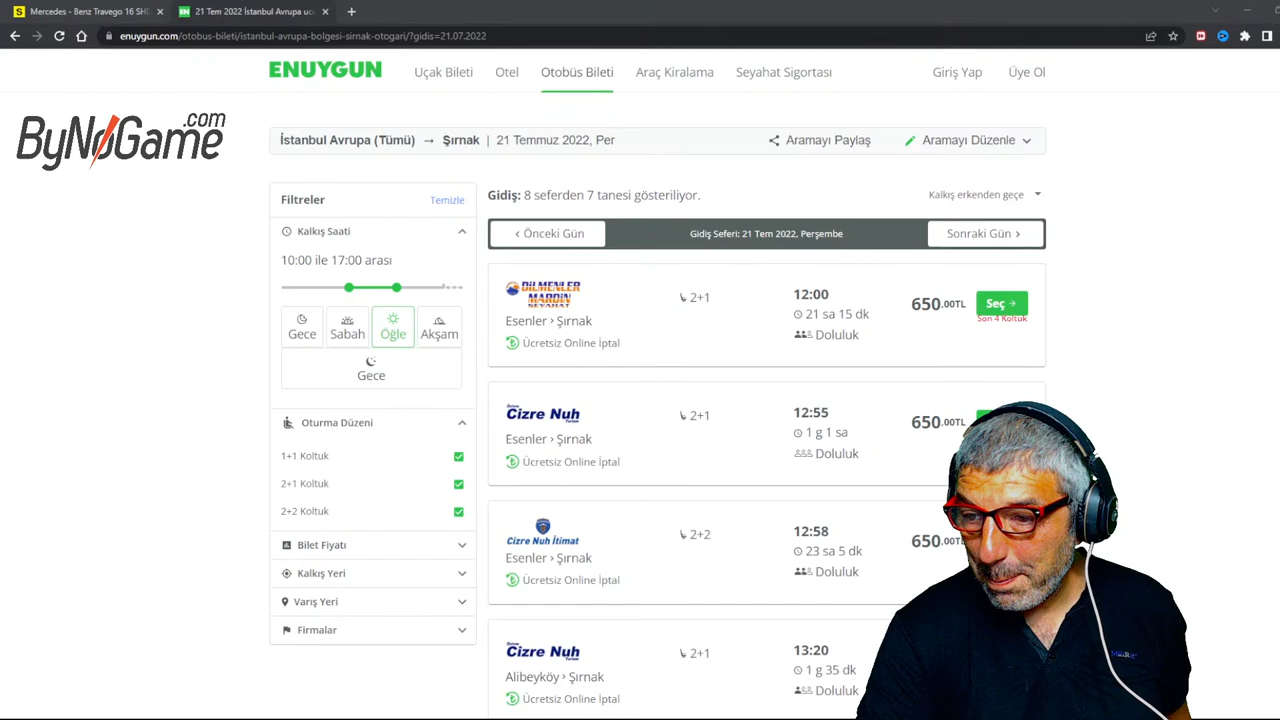 Mercedes - Benz Travego 16 SHD
21 Tem 2022 İstanbul Avrupa ucu
enuygun.com/otobus-bileti/istanbul-avrupa-bolgesi-sirnak-otogari/?gidis=21.07.2022
ENUYGUN
Uçak Bileti
Otel
Otobüs Bileti
Araç Kiralama
Seyahat Sigortası
Giriş Yap
Üye Ol
ByNoGame.com
İstanbul Avrupa (Tümü) → Şırnak | 21 Temmuz 2022, Per
Aramayı Paylaş
Aramayı Düzenle
Filtreler
Temizle
Kalkış Saati
10:00 ile 17:00 arası
Gece
Sabah
Öğle
Akşam
Gece
Oturma Düzeni
1+1 Koltuk
2+1 Koltuk
2+2 Koltuk
Bilet Fiyatı
Kalkış Yeri
Varış Yeri
Firmalar
Gidiş: 8 seferden 7 tanesi gösteriliyor.
Kalkış erkenden geçe
Önceki Gün
Gidiş Seferi: 21 Tem 2022, Perşembe
Sonraki Gün
DİLMENLER
MARDİN
SEYAHAT
Esenler › Şırnak
Ücretsiz Online İptal
2+1
12:00
21 sa 15 dk
Doluluk
650.00TL
Seç →
Son 4 Koltuk
Cizre Nuh
Esenler › Şırnak
Ücretsiz Online İptal
2+1
12:55
1 g 1 sa
Doluluk
650.00TL
Cizre Nuh İtimat
Esenler › Şırnak
Ücretsiz Online İptal
2+2
12:58
23 sa 5 dk
Doluluk
650
Cizre Nuh
Alibeyköy › Şırnak
Ücretsiz Online İptal
2+1
13:20
1 g 35 dk
Doluluk